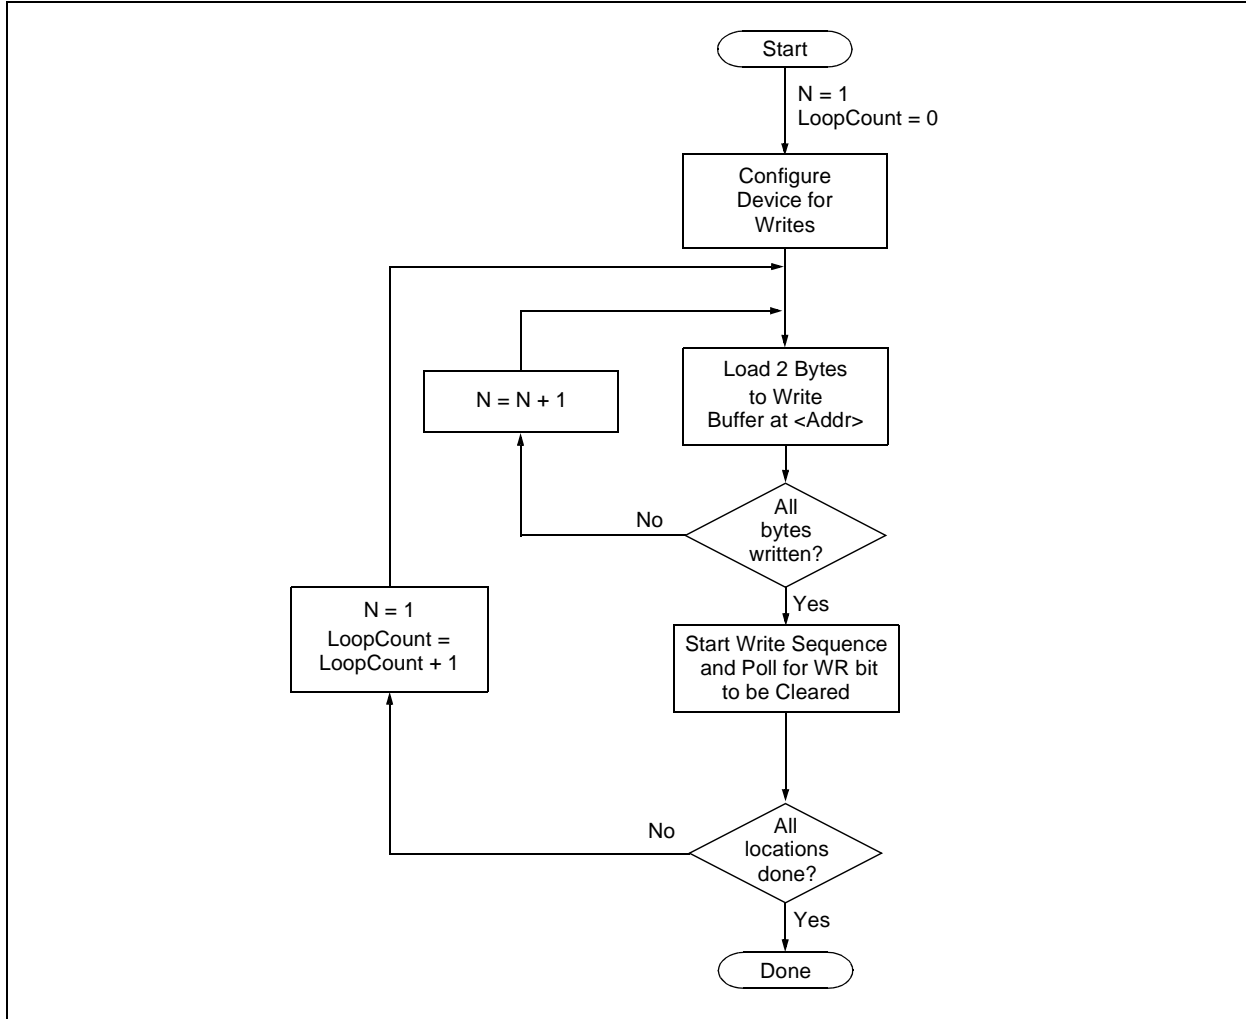 Start
N = 1
LoopCount = 0
Configure
Device for
Writes
Load 2 Bytes
to Write
Buffer at <Addr>
N = N + 1
All
bytes
written?
No
Yes
N = 1
LoopCount =
LoopCount + 1
Start Write Sequence
and Poll for WR bit
to be Cleared
No
All
locations
done?
Yes
Done